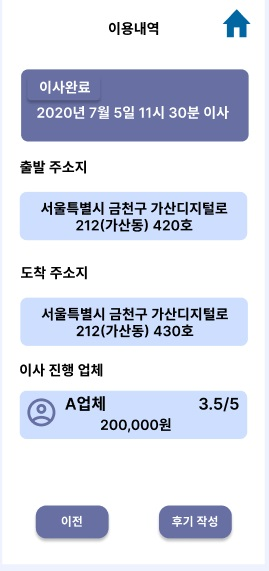 이용내역
이사완료
2020년 7월 5일 11시 30분 이사
출발 주소지
서울특별시 금천구 가산디지털로
212(가산동) 420호
도착 주소지
서울특별시 금천구 가산디지털로
212(가산동) 430호
이사 진행 업체
A업체 3.5/5
200,000원
이전 후기 작성